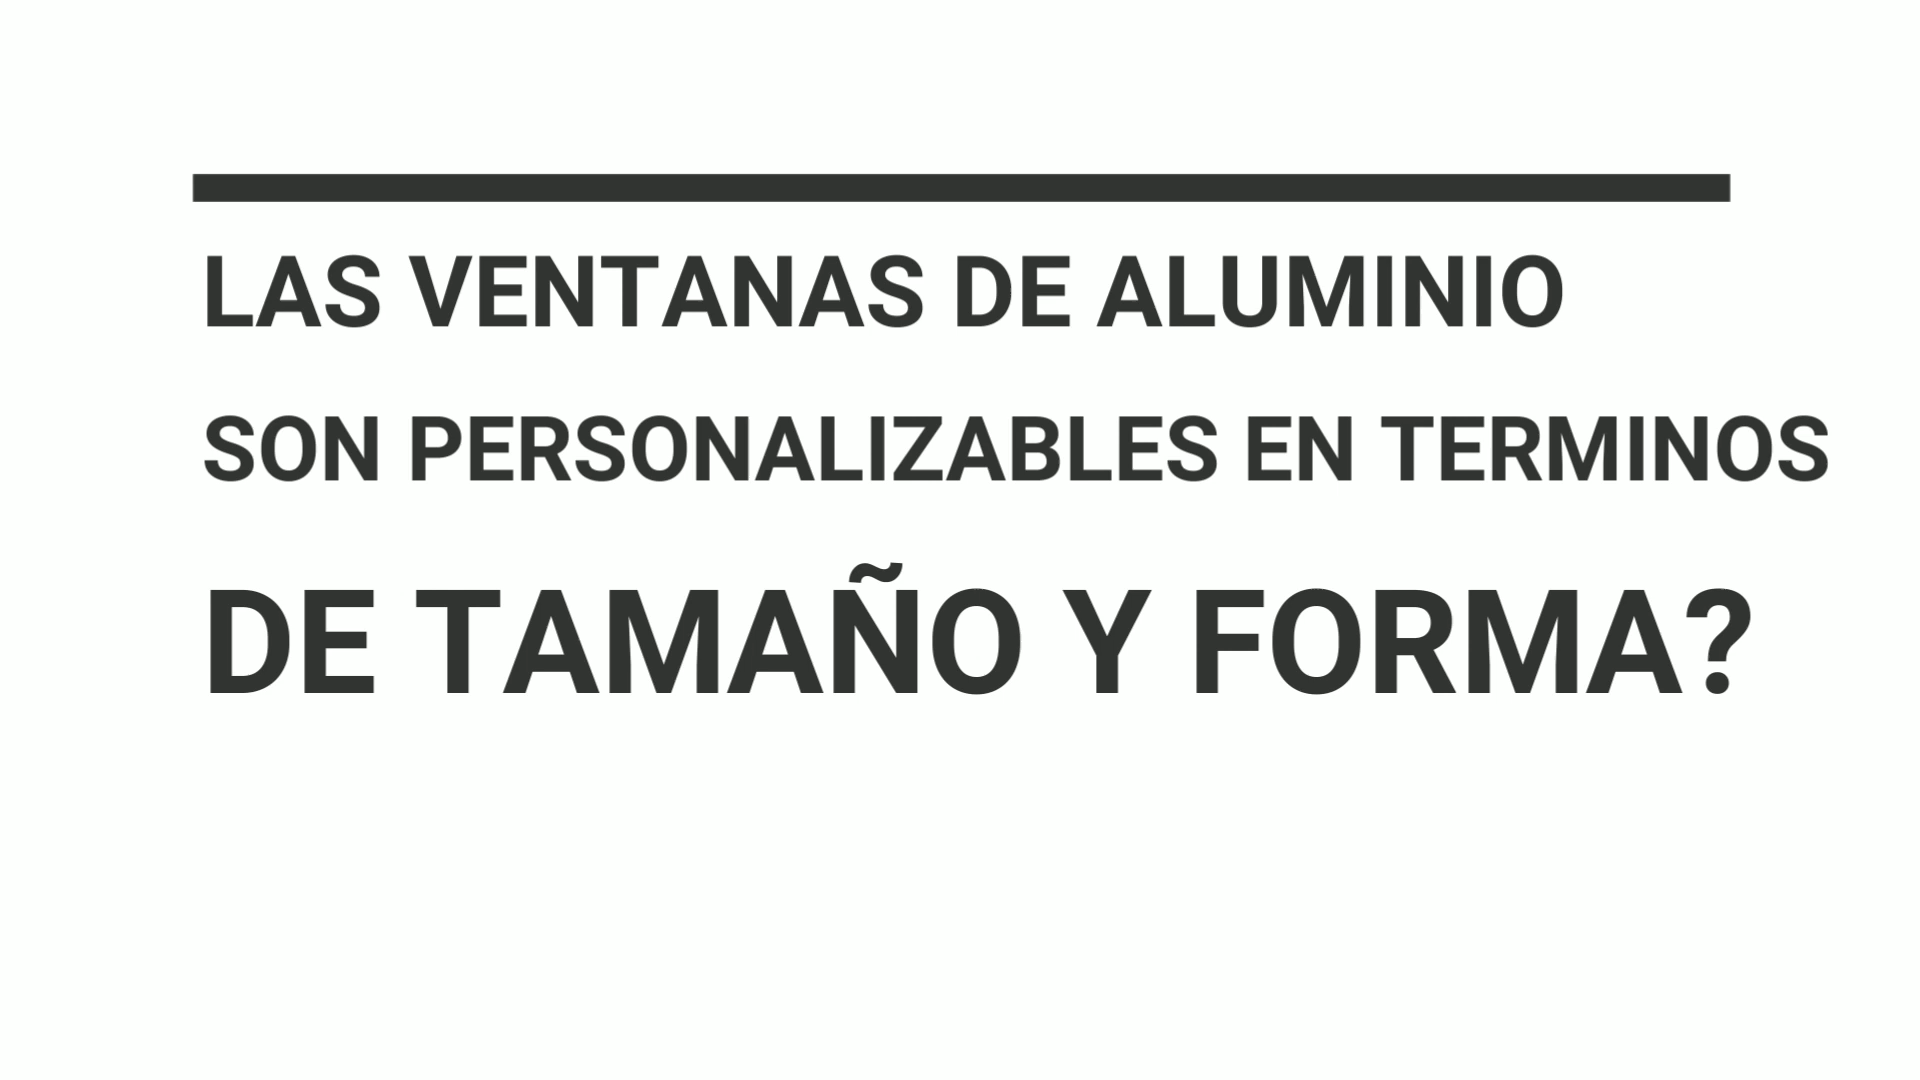 LAS VENTANAS DE ALUMINIO
SON PERSONALIZABLES EN TERMINOS
DE TAMAÑO Y FORMA?